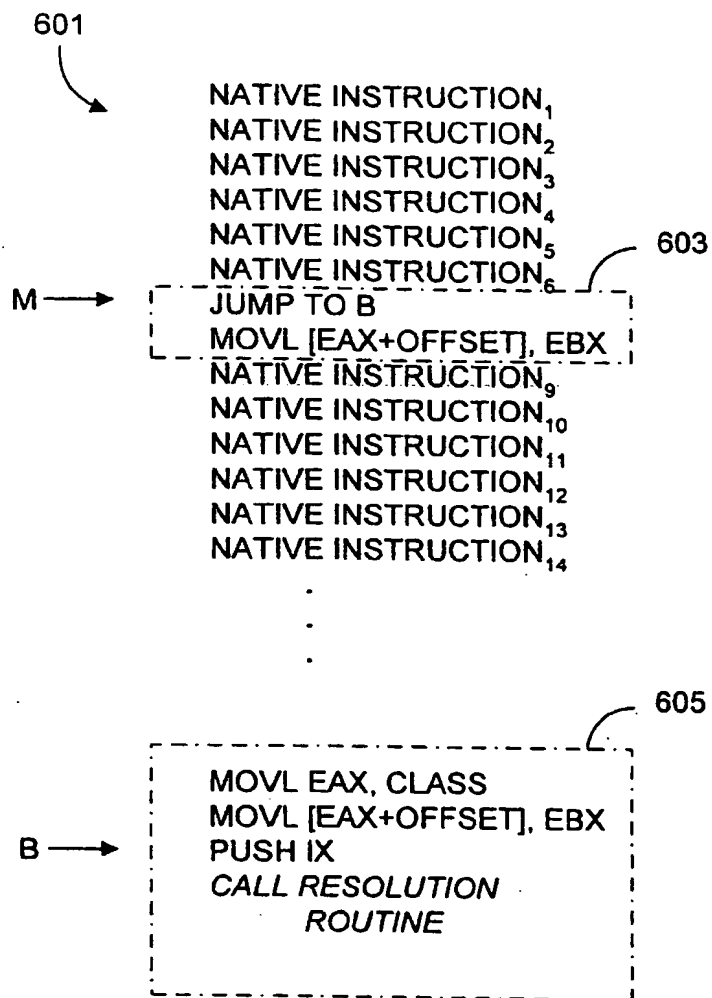 601
NATIVE INSTRUCTION₁
NATIVE INSTRUCTION₂
NATIVE INSTRUCTION₃
NATIVE INSTRUCTION₄
NATIVE INSTRUCTION₅
NATIVE INSTRUCTION₆
603
M
JUMP TO B
MOVL [EAX+OFFSET], EBX
NATIVE INSTRUCTION₉
NATIVE INSTRUCTION₁₀
NATIVE INSTRUCTION₁₁
NATIVE INSTRUCTION₁₂
NATIVE INSTRUCTION₁₃
NATIVE INSTRUCTION₁₄
605
MOVL EAX, CLASS
MOVL [EAX+OFFSET], EBX
B
PUSH IX
CALL RESOLUTION
ROUTINE